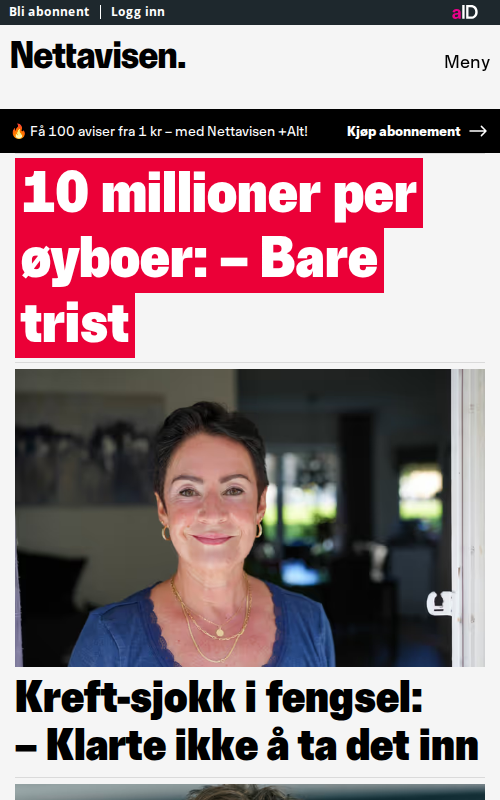 Bli abonnent | Logg inn
aID
Nettavisen.
Meny
🔥 Få 100 aviser fra 1 kr – med Nettavisen +Alt!
Kjøp abonnement →
10 millioner per
øyboer: – Bare
trist
Kreft-sjokk i fengsel:
– Klarte ikke å ta det inn